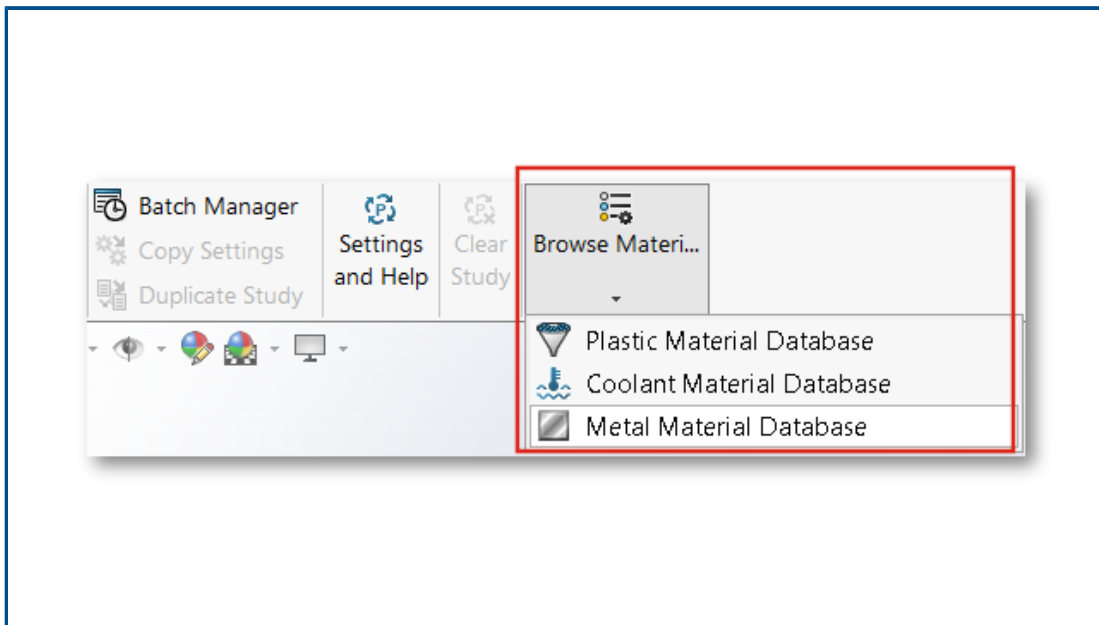 Batch Manager
Copy Settings
Duplicate Study
Settings
and Help
Clear
Study
Browse Materi...
Plastic Material Database
Coolant Material Database
Metal Material Database